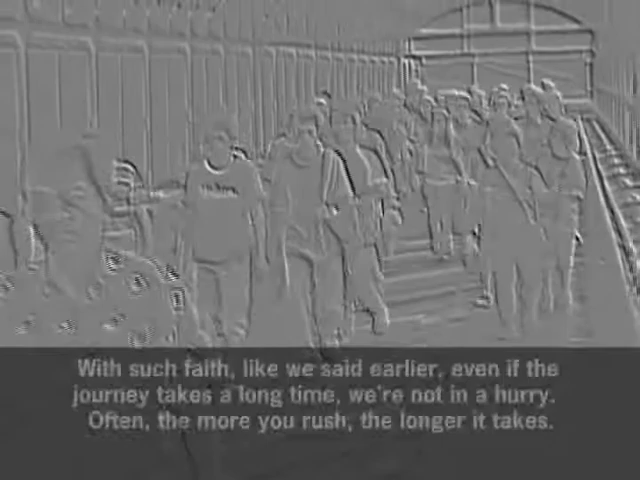 With such faith, like we said earlier, even if the
journey takes a long time, we're not in a hurry.
Often, the more you rush, the longer it takes.